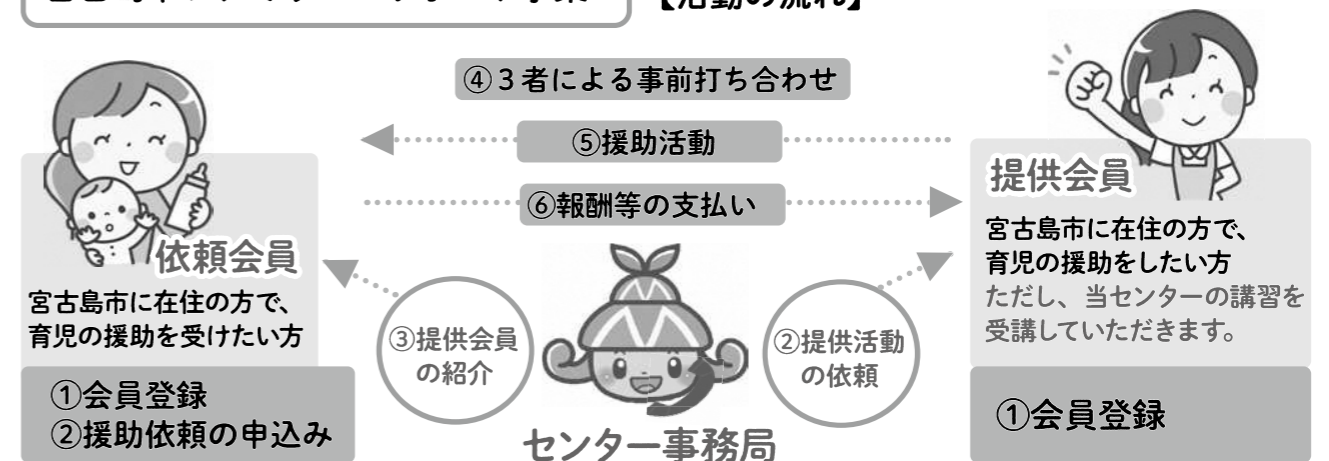 【活動の流れ】
④3者による事前打ち合わせ
⑤援助活動
⑥報酬等の支払い
依頼会員
宮古島市に在住の方で、
育児の援助を受けたい方
①会員登録
②援助依頼の申込み
③提供会員
の紹介
センター事務局
②提供活動
の依頼
提供会員
宮古島市に在住の方で、
育児の援助をしたい方
ただし、当センターの講習を
受講していただきます。
①会員登録